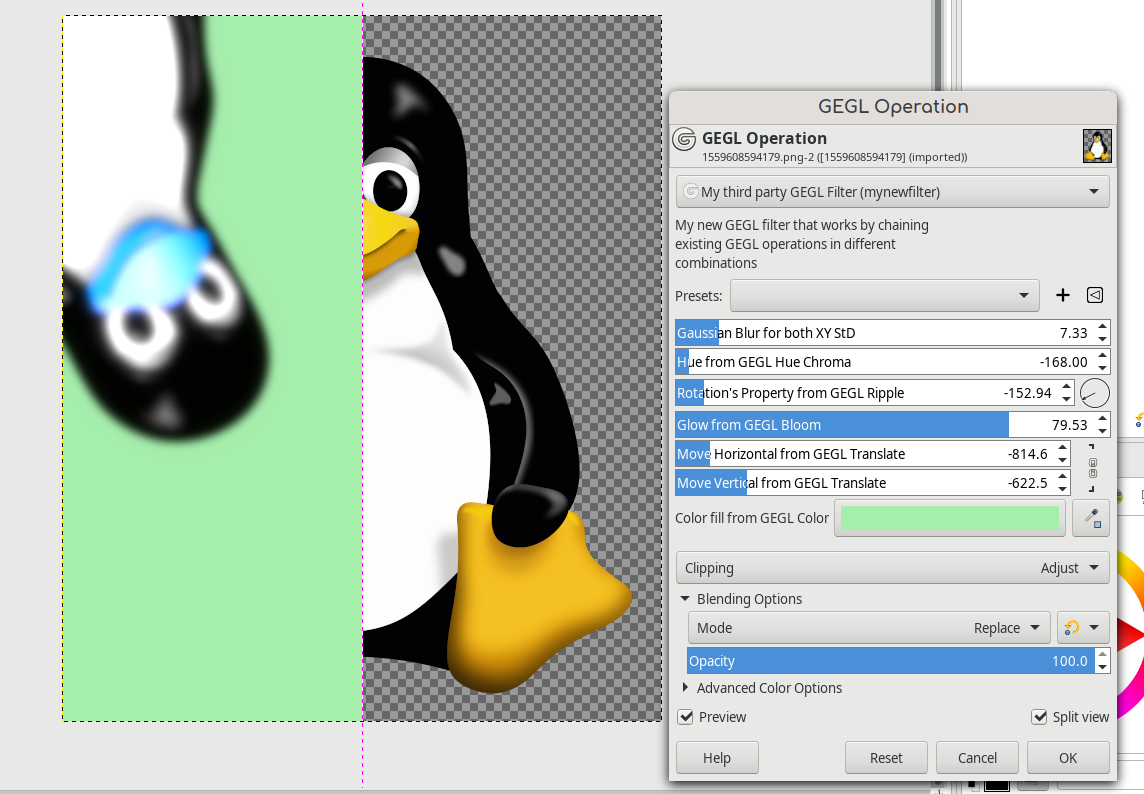 GEGL Operation
GEGL Operation
1559608594179.png-2 ([1559608594179] (imported))
My third party GEGL Filter (mynewfilter)
My new GEGL filter that works by chaining
existing GEGL operations in different
combinations
Presets:
Gaussian Blur for both XY StD 7.33
Hue from GEGL Hue Chroma -168.00
Rotation's Property from GEGL Ripple -152.94
Glow from GEGL Bloom 79.53
Move Horizontal from GEGL Translate -814.6
Move Vertical from GEGL Translate -622.5
Color fill from GEGL Color
Clipping Adjust
Blending Options
Mode Replace
Opacity 100.0
Advanced Color Options
Preview Split view
Help Reset Cancel OK